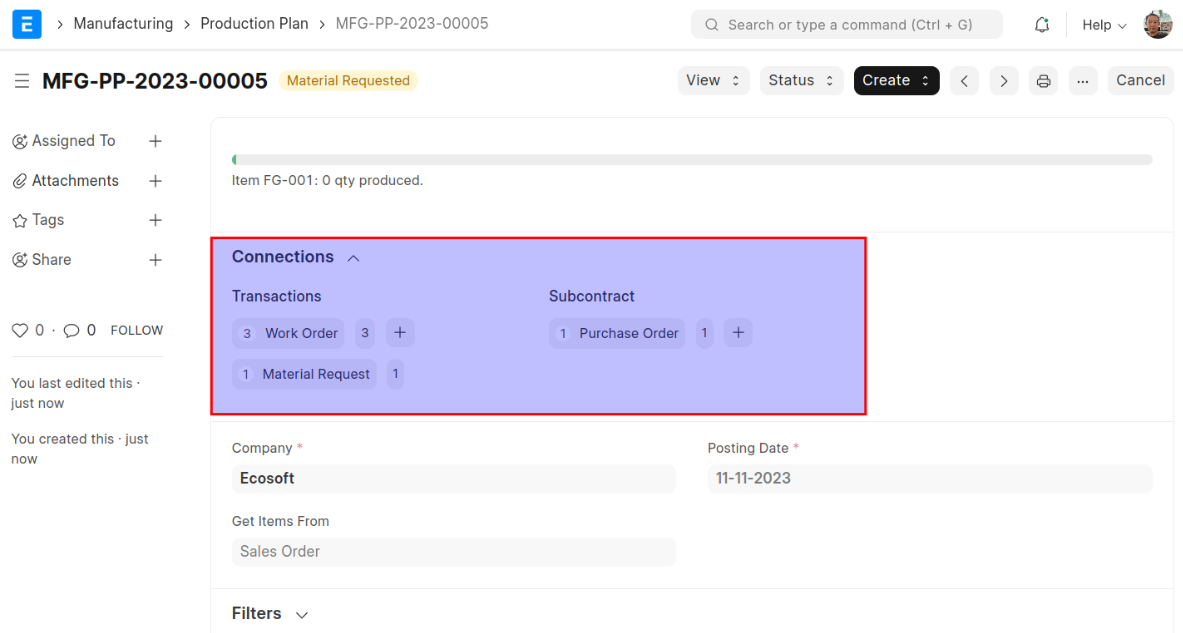 E > Manufacturing > Production Plan > MFG-PP-2023-00005 Search or type a command (Ctrl + G) Help
MFG-PP-2023-00005 Material Requested View Status Create ... Cancel
Assigned To +
Attachments +
Tags +
Share +
0 · 0 FOLLOW
You last edited this ·
just now
You created this · just
now
Item FG-001: 0 qty produced.
Connections
Transactions
3 Work Order 3 +
1 Material Request 1
Subcontract
1 Purchase Order 1 +
Company *
Ecosoft
Posting Date *
11-11-2023
Get Items From
Sales Order
Filters